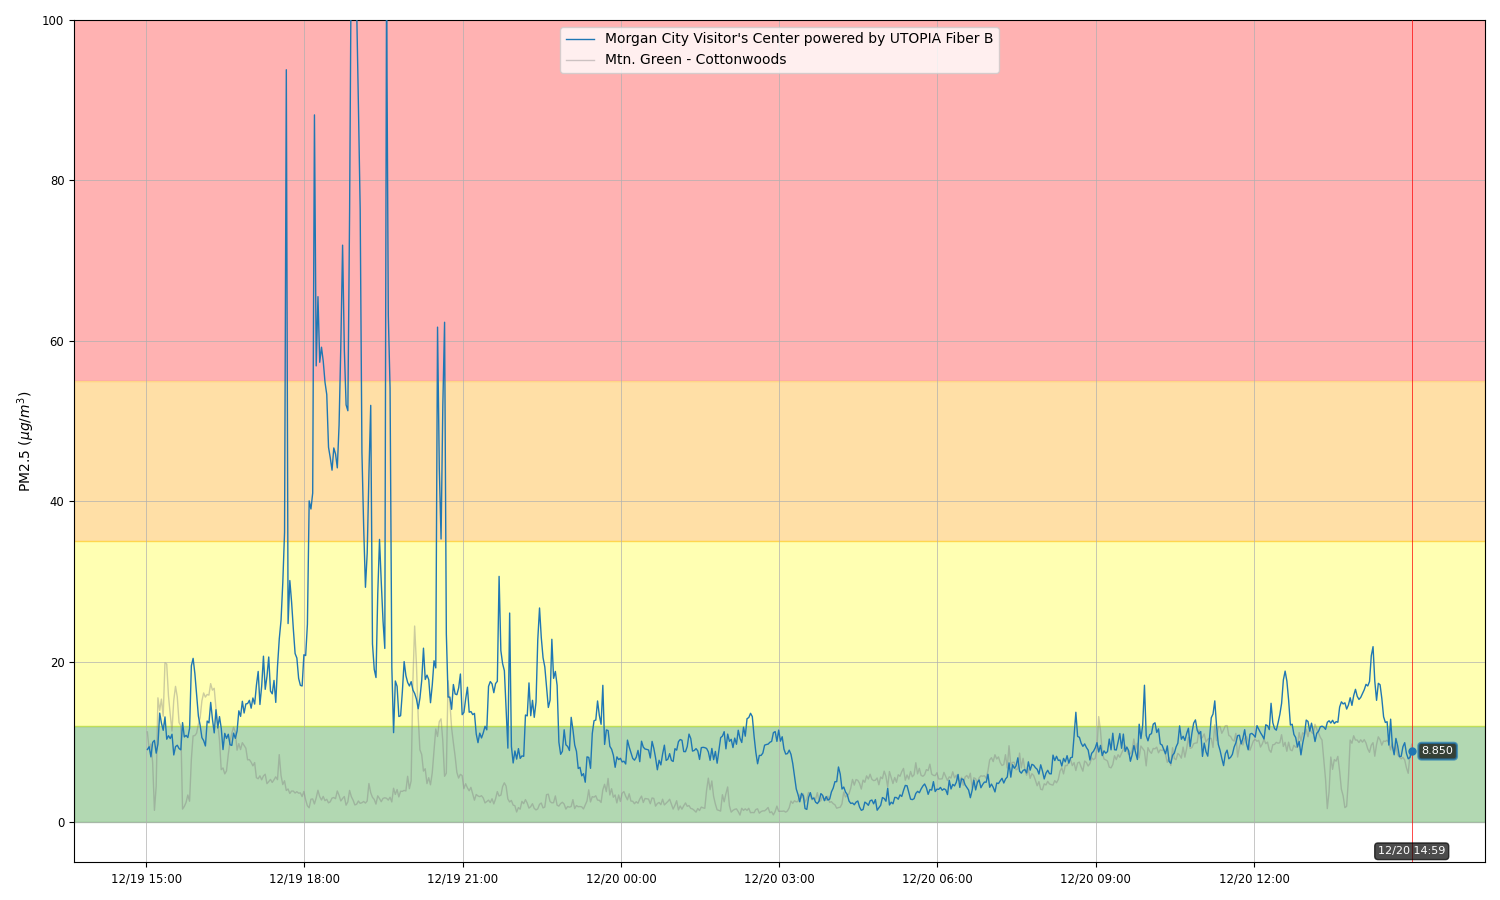 100
Morgan City Visitor's Center powered by UTOPIA Fiber B
Mtn. Green - Cottonwoods
80
60
40
20
0
PM2.5 (μg/m³)
8.850
12/20 14:59
12/19 15:00 12/19 18:00 12/19 21:00 12/20 00:00 12/20 03:00 12/20 06:00 12/20 09:00 12/20 12:00